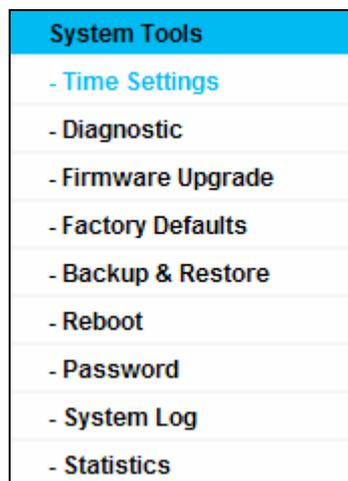 System Tools
- Time Settings
- Diagnostic
- Firmware Upgrade
- Factory Defaults
- Backup & Restore
- Reboot
- Password
- System Log
- Statistics